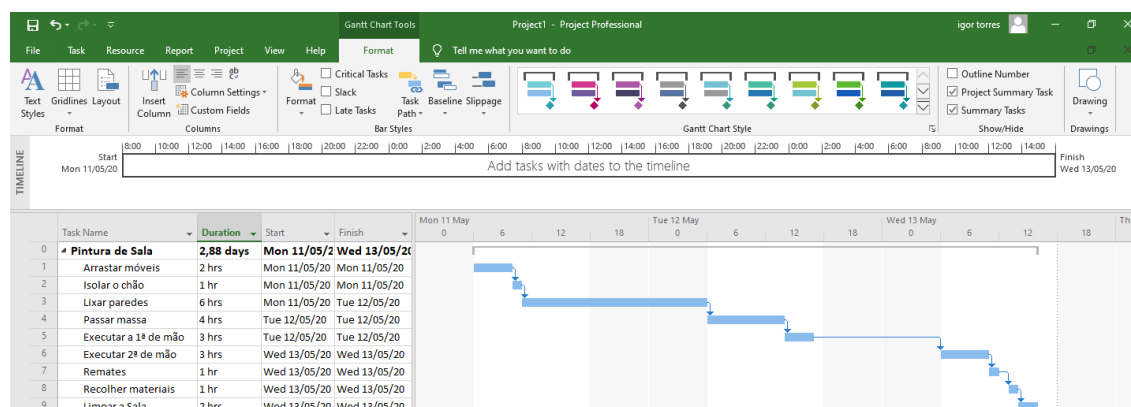 Gantt Chart Tools Project1 - Project Professional igor torres
File Task Resource Report Project View Help Format Tell me what you want to do
Text Styles
Gridlines
Layout
Format
Insert Column
Column Settings
Custom Fields
Columns
Format
Critical Tasks
Slack
Late Tasks
Task Path
Baseline
Slippage
Bar Styles
Gantt Chart Style
Outline Number
Project Summary Task
Summary Tasks
Show/Hide
Drawing
Drawings
TIMELINE
8:00 10:00 12:00 14:00 16:00 18:00 20:00 22:00 0:00 2:00 4:00 6:00 8:00 10:00 12:00 14:00 16:00 18:00 20:00 22:00 0:00 2:00 4:00 6:00 8:00 10:00 12:00 14:00
Start
Mon 11/05/20
Add tasks with dates to the timeline
Finish
Wed 13/05/20
Mon 11 May Tue 12 May Wed 13 May Th
Task Name Duration Start Finish 0 6 12 18 0 6 12 18 0 6 12 18
0 Pintura de Sala 2,88 days Mon 11/05/2 Wed 13/05/20
1 Arrastar móveis 2 hrs Mon 11/05/20 Mon 11/05/20
2 Isolar o chão 1 hr Mon 11/05/20 Mon 11/05/20
3 Lixar paredes 6 hrs Mon 11/05/20 Tue 12/05/20
4 Passar massa 4 hrs Tue 12/05/20 Tue 12/05/20
5 Executar a 1ª de mão 3 hrs Tue 12/05/20 Tue 12/05/20
6 Executar 2ª de mão 3 hrs Wed 13/05/20 Wed 13/05/20
7 Remates 1 hr Wed 13/05/20 Wed 13/05/20
8 Recolher materiais 1 hr Wed 13/05/20 Wed 13/05/20
9 Limpar a Sala 2 hrs Wed 13/05/20 Wed 13/05/20